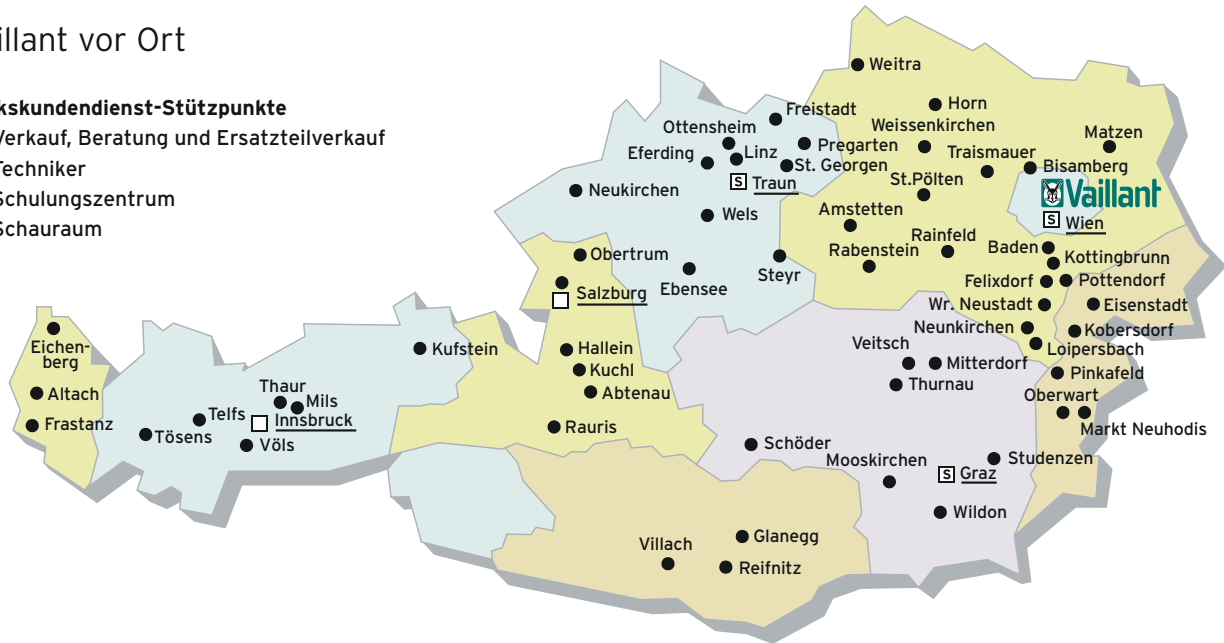 illant vor Ort
kskundendienst-Stützpunkte
Verkauf, Beratung und Ersatzteilverkauf
Techniker
Schulungszentrum
Schauraum
Weitra
Horn
Freistadt
Weissenkirchen
Ottensheim
Matzen
Pregarten
Linz
Eferding
Traismauer
St. Georgen
Bisamberg
St.Pölten
S Traun
Neukirchen
Vaillant
Amstetten
Wels
S Wien
Rainfeld
Baden
Rabenstein
Obertrum
Kottingbrunn
Steyr
Ebensee
Felixdorf
Pottendorf
Salzburg
Wr. Neustadt
Eisenstadt
Neunkirchen
Kobersdorf
Veitsch
Eichen-
berg
Kufstein
Hallein
Loipersbach
Mitterdorf
Kuchl
Pinkafeld
Thurnau
Thaur
Altach
Abtenau
Oberwart
Mils
Telfs
Innsbruck
Frastanz
Rauris
Markt Neuhodis
Tösens
Völs
Schöder
Mooskirchen
Studenzen
S Graz
Wildon
Glanegg
Villach
Reifnitz